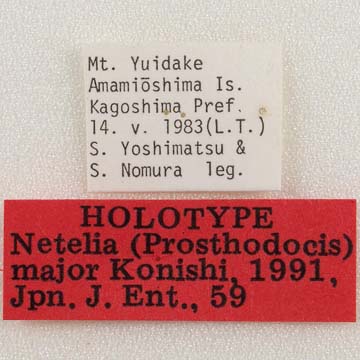 Mt. Yuidake
Amamiōshima Is.
Kagoshima Pref.
14. v. 1983(L.T.)
S. Yoshimatsu &
S. Nomura leg.
HOLOTYPE
Netelia (Prosthodocis)
major Konishi, 1991,
Jpn. J. Ent., 59